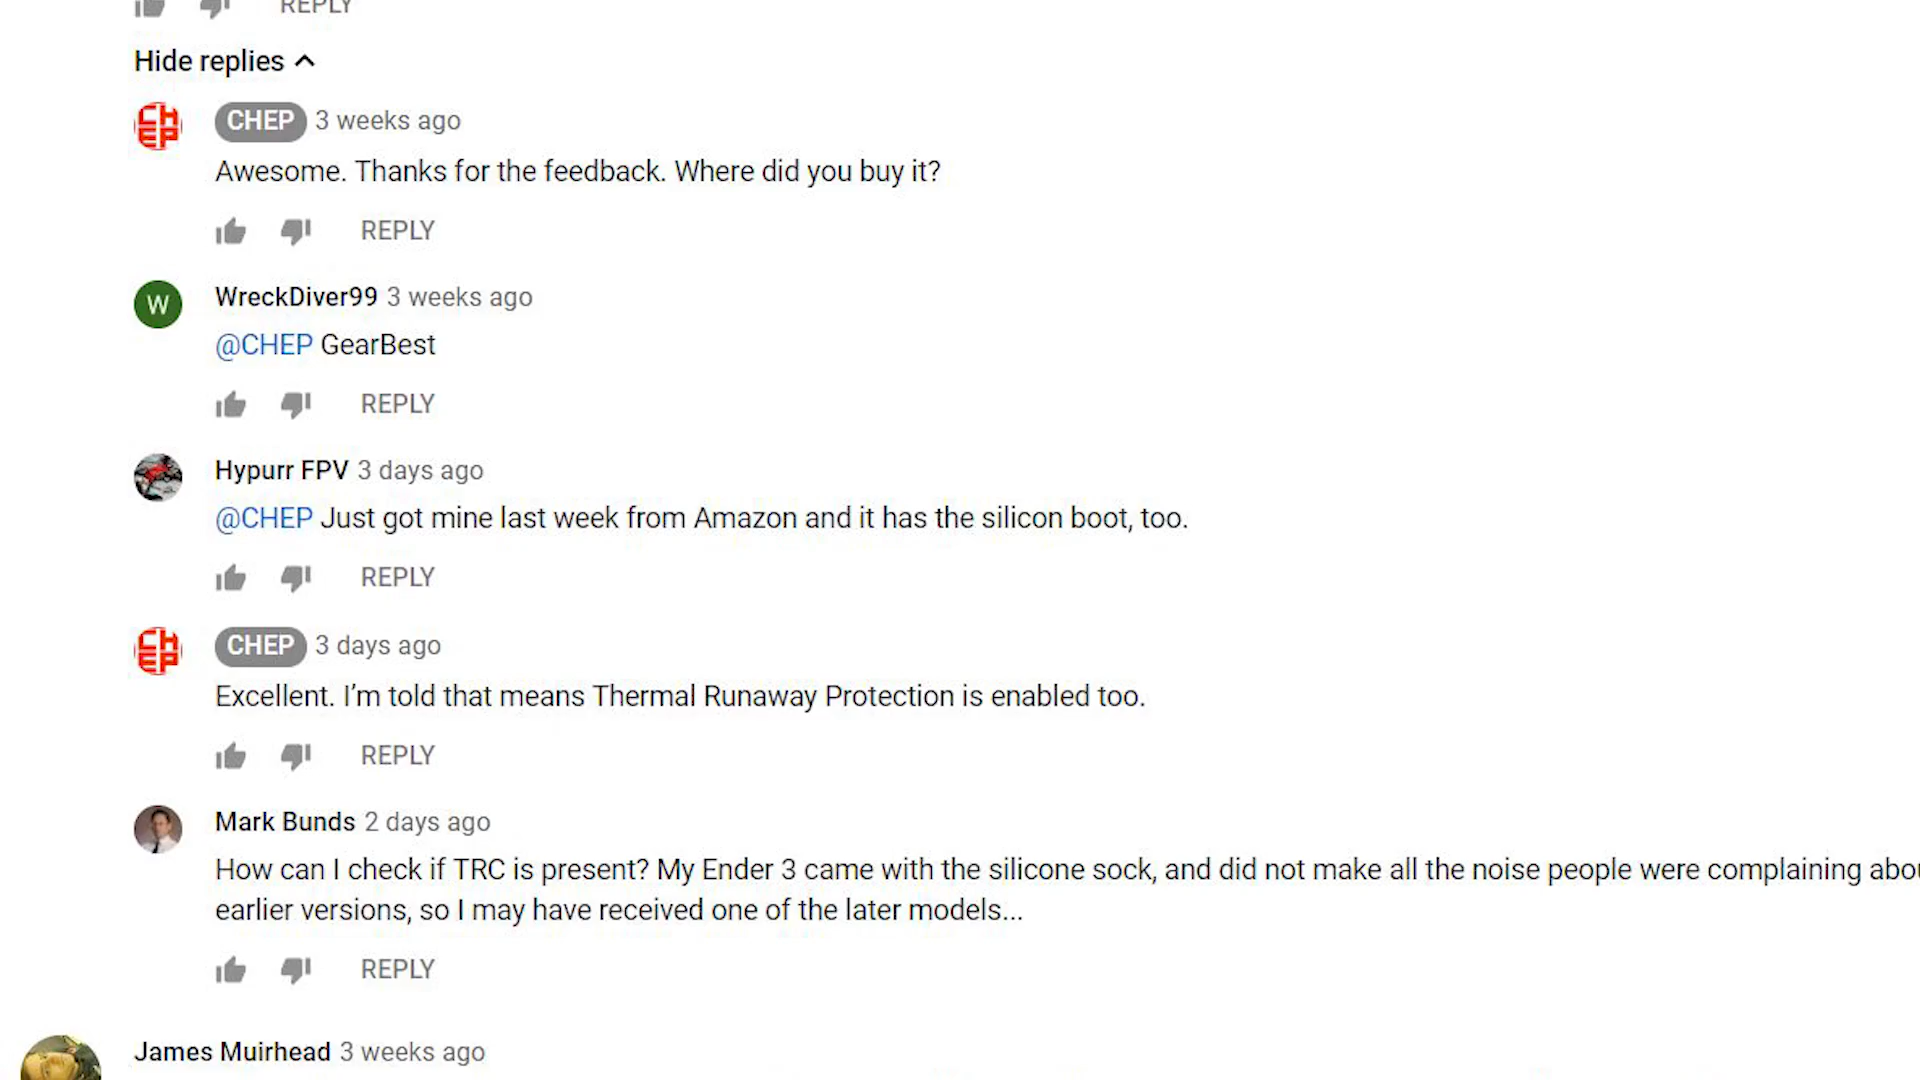 REPLY
Hide replies
CHEP 3 weeks ago
Awesome. Thanks for the feedback. Where did you buy it?
REPLY
W
WreckDiver99 3 weeks ago
@CHEP GearBest
REPLY
Hypurr FPV 3 days ago
@CHEP Just got mine last week from Amazon and it has the silicon boot, too.
REPLY
CHEP 3 days ago
Excellent. I’m told that means Thermal Runaway Protection is enabled too.
REPLY
Mark Bunds 2 days ago
How can I check if TRC is present? My Ender 3 came with the silicone sock, and did not make all the noise people were complaining abou
earlier versions, so I may have received one of the later models...
REPLY
James Muirhead 3 weeks ago